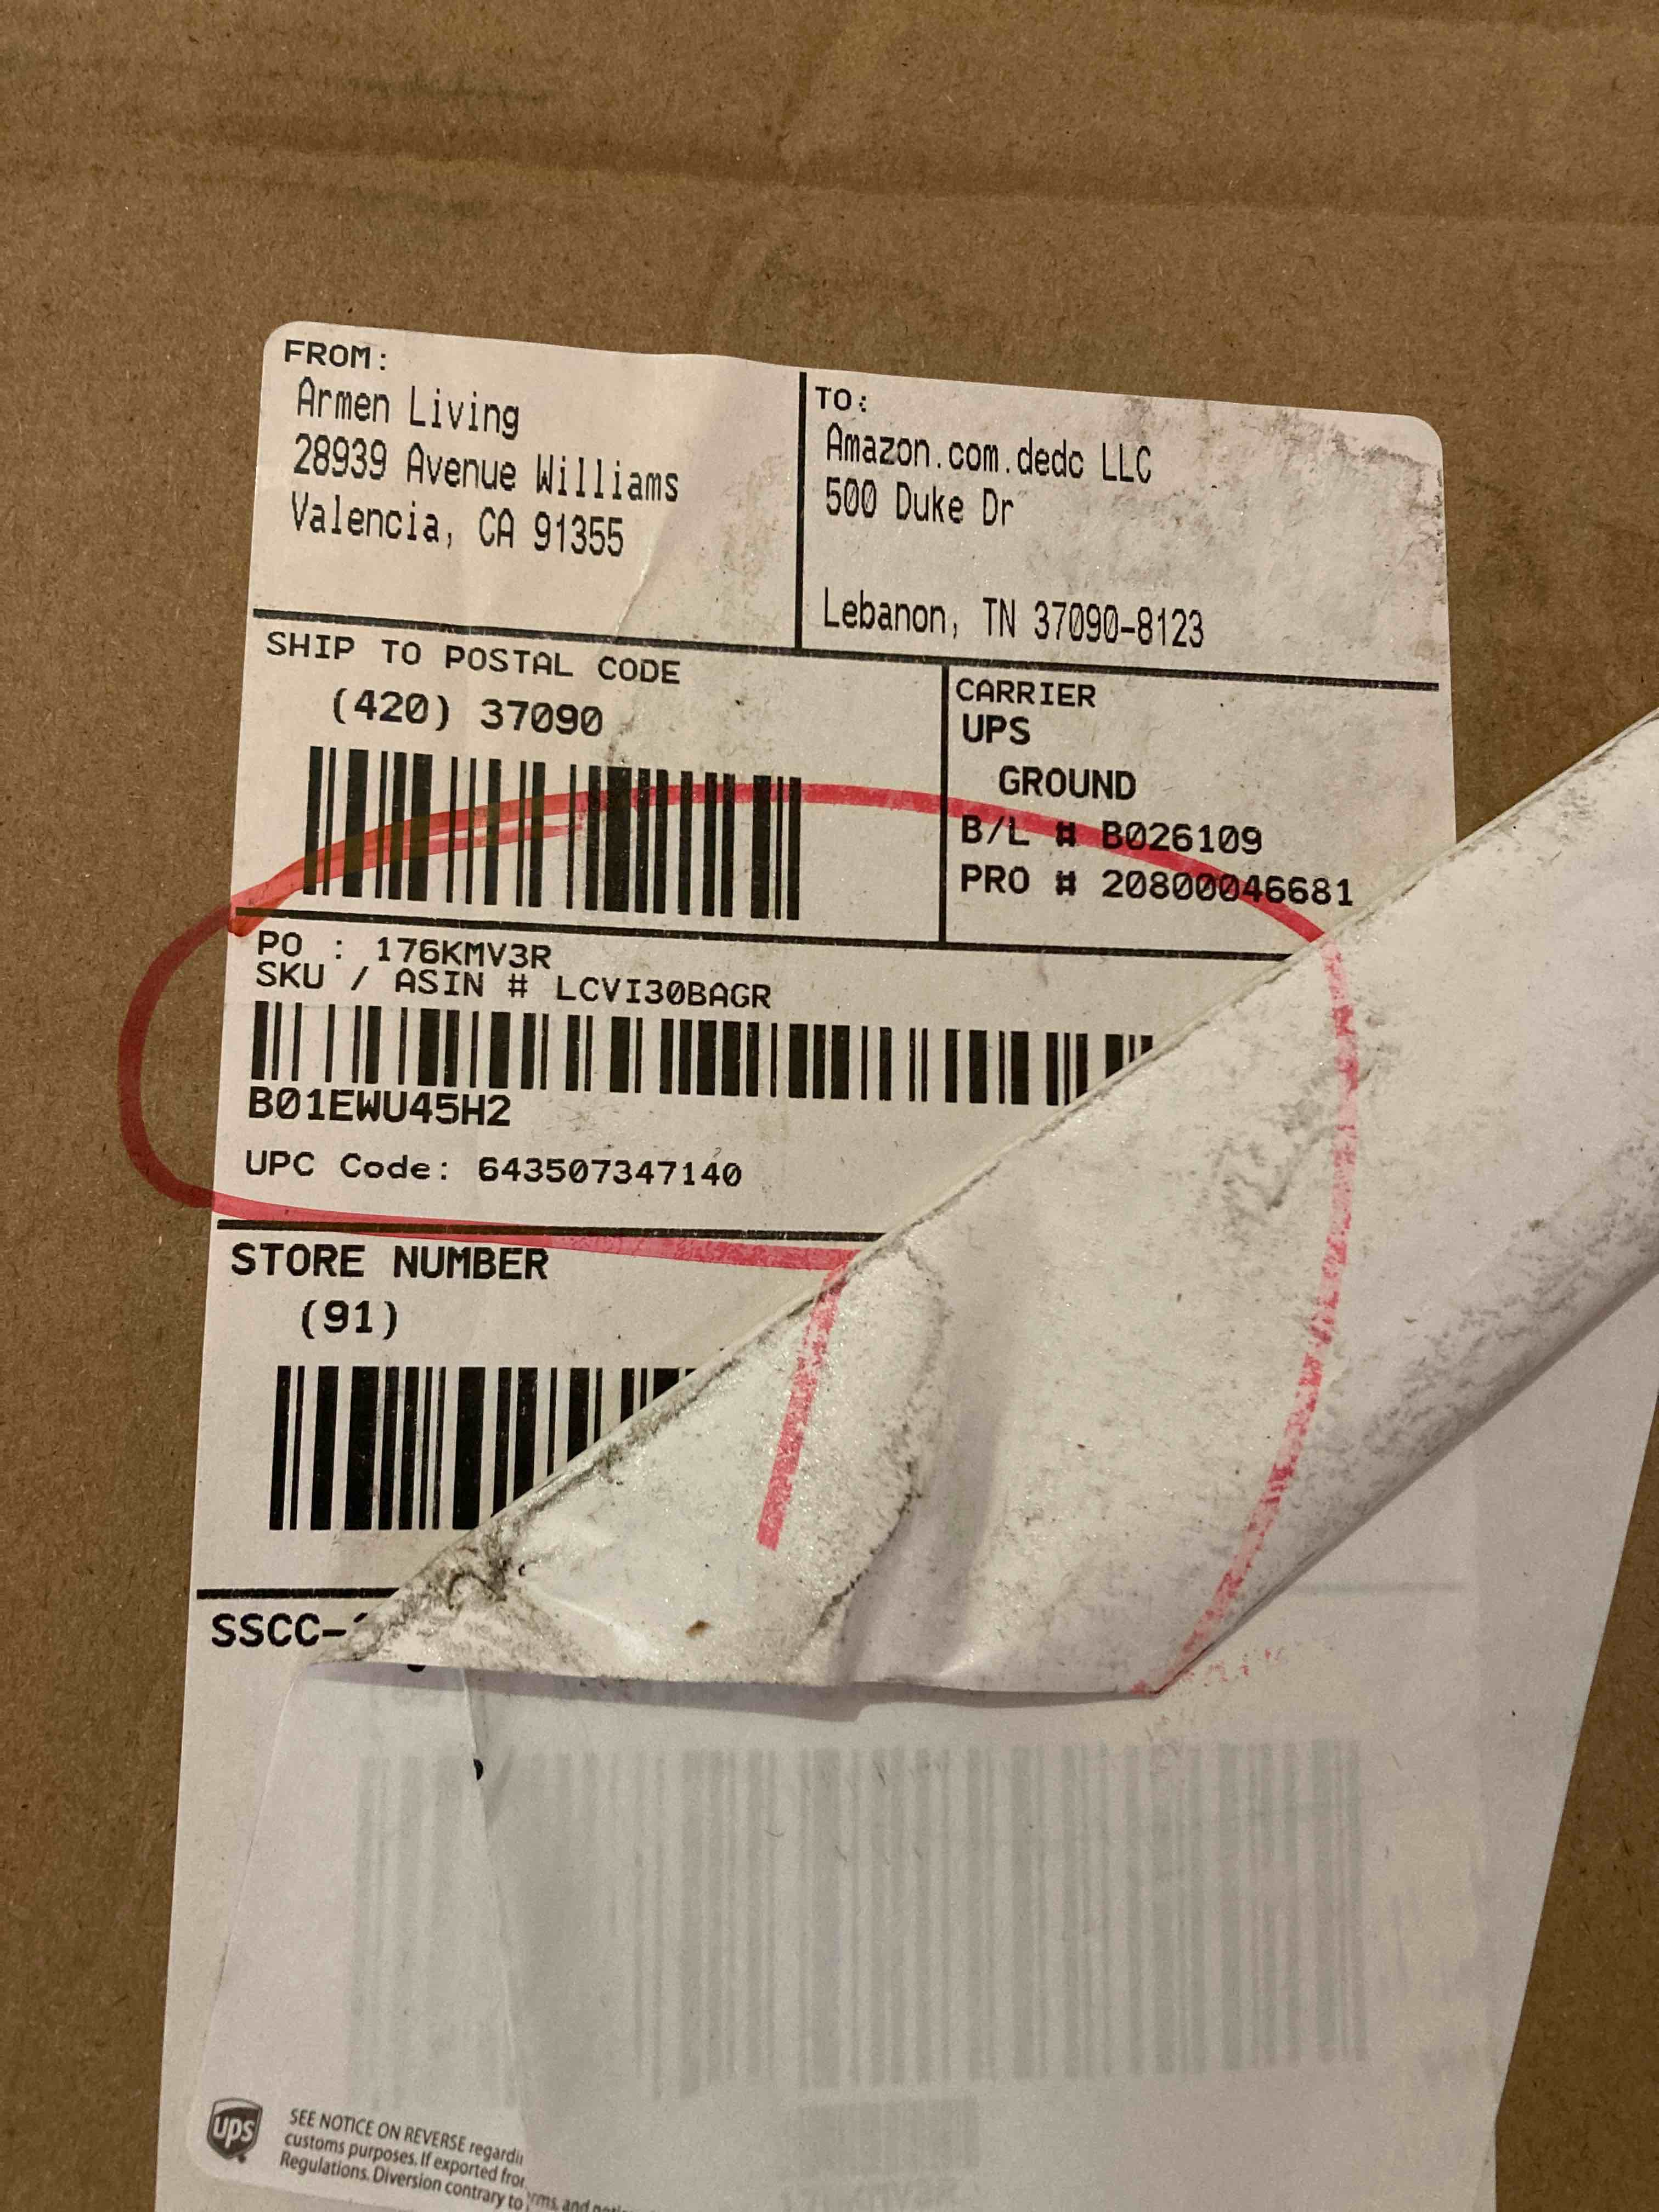 FROM:
Armen Living
28939 Avenue Williams
Valencia, CA 91355
TO:
Amazon.com.dedc LLC
500 Duke Dr
Lebanon, TN 37090-8123
SHIP TO POSTAL CODE
(420) 37090
CARRIER
UPS
GROUND
B/L # B026109
PRO # 20800046681
PO : 176KMV3R
SKU / ASIN # LCVI30BAGR
B01EWU45H2
UPC Code: 643507347140
STORE NUMBER
(91)
SSCC-
ups
SEE NOTICE ON REVERSE
customs purposes. If exported
Regulations. Diversion contrary to